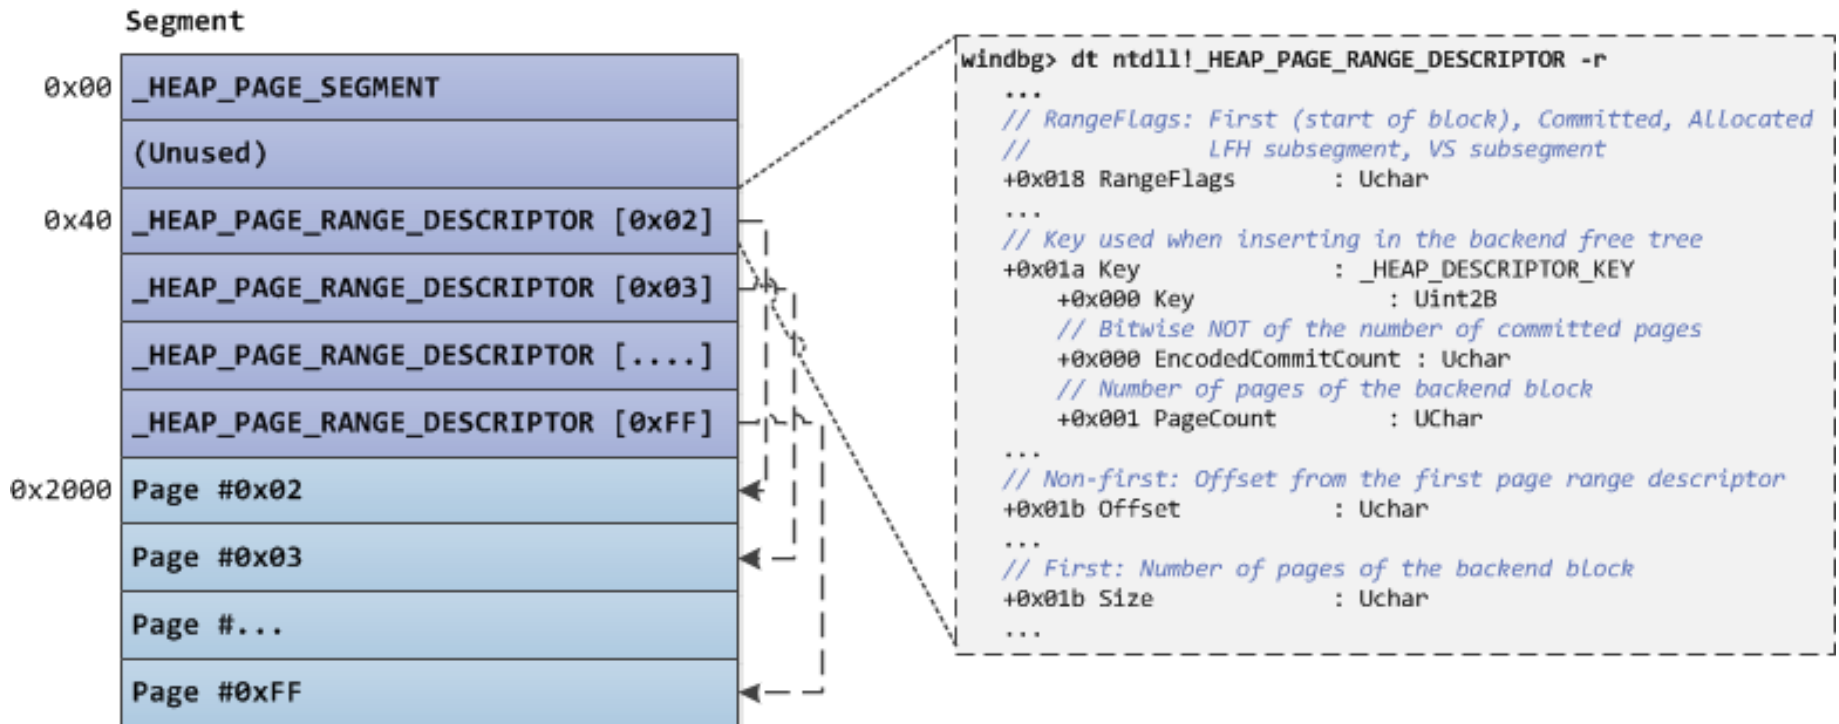 Segment
0x00 _HEAP_PAGE_SEGMENT
(Unused)
0x40 _HEAP_PAGE_RANGE_DESCRIPTOR [0x02]
_HEAP_PAGE_RANGE_DESCRIPTOR [0x03]
_HEAP_PAGE_RANGE_DESCRIPTOR [....]
_HEAP_PAGE_RANGE_DESCRIPTOR [0xFF]
0x2000 Page #0x02
Page #0x03
Page #...
Page #0xFF
windbg> dt ntdll!_HEAP_PAGE_RANGE_DESCRIPTOR -r
...
// RangeFlags: First (start of block), Committed, Allocated
// LFH subsegment, VS subsegment
+0x018 RangeFlags : Uchar
...
// Key used when inserting in the backend free tree
+0x01a Key : _HEAP_DESCRIPTOR_KEY
+0x000 Key : Uint2B
// Bitwise NOT of the number of committed pages
+0x000 EncodedCommitCount : Uchar
// Number of pages of the backend block
+0x001 PageCount : UChar
...
// Non-first: Offset from the first page range descriptor
+0x01b Offset : Uchar
...
// First: Number of pages of the backend block
+0x01b Size : Uchar
...